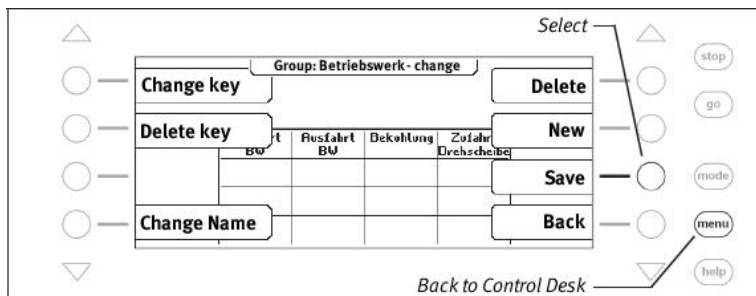 Select
stop
Group: Betriebswerk - change
Change key
Delete
go
Delete key
New
rt
BW
Ausfahrt
BW
Bekohlung
Zufahr
Drehscheibe
Save
mode
Change Name
Back
menu
help
Back to Control Desk